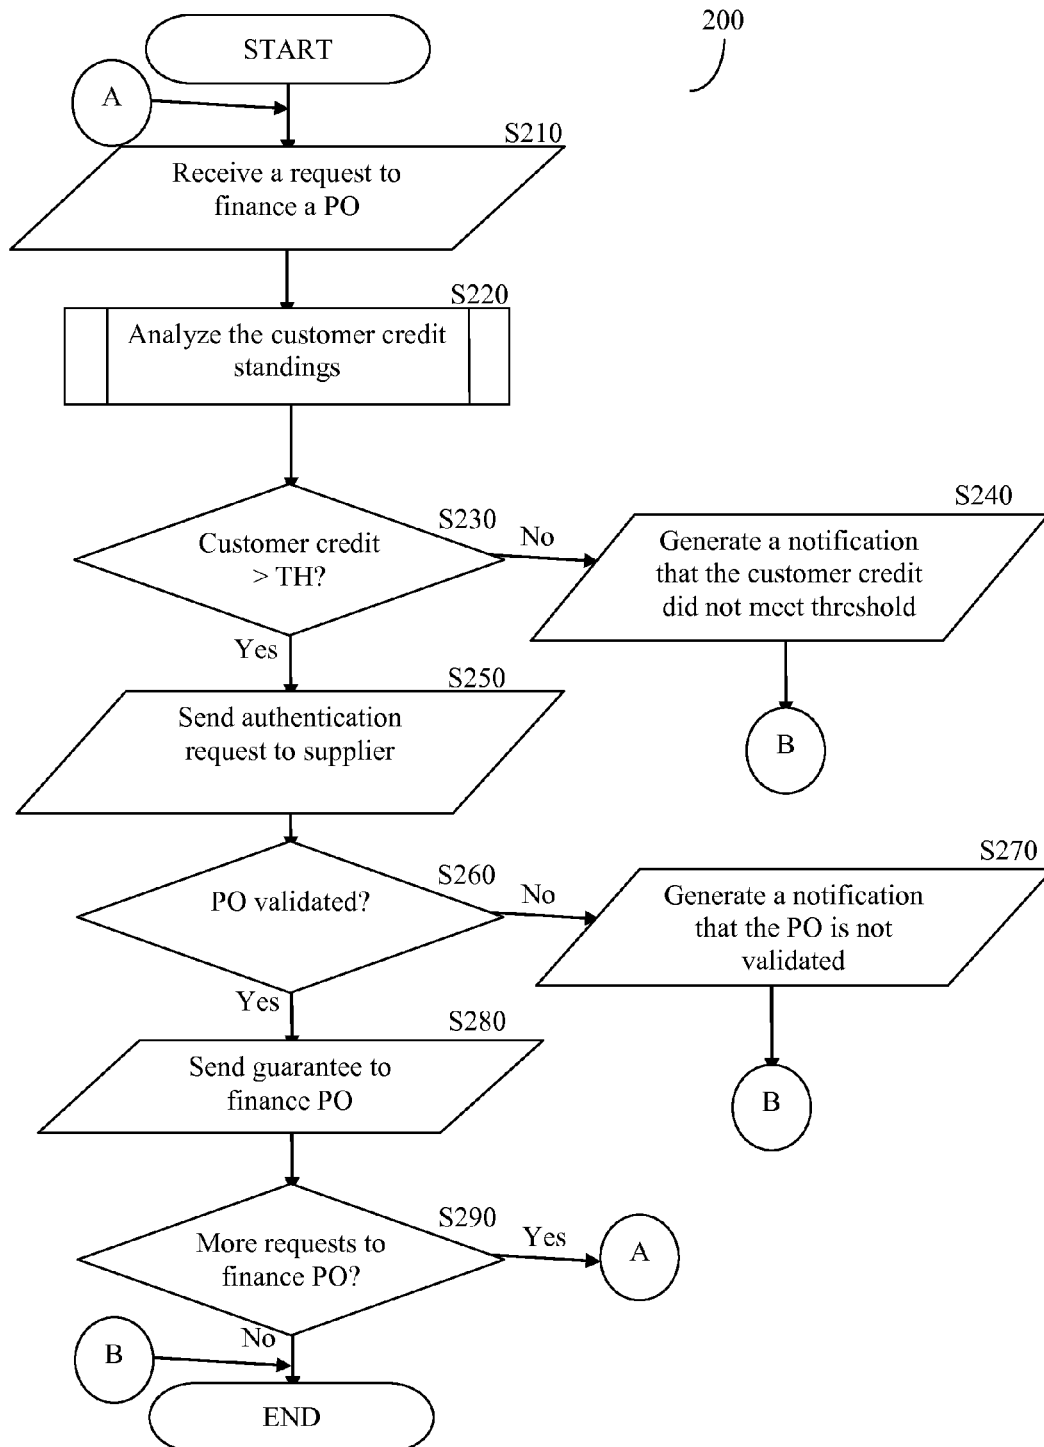 200
START
A
S210
Receive a request to
finance a PO
S220
Analyze the customer credit
standings
S230
Customer credit
> TH?
No
Yes
S240
Generate a notification
that the customer credit
did not meet threshold
B
S250
Send authentication
request to supplier
S260
PO validated?
No
Yes
S270
Generate a notification
that the PO is not
validated
B
S280
Send guarantee to
finance PO
S290
More requests to
finance PO?
Yes
A
No
B
END